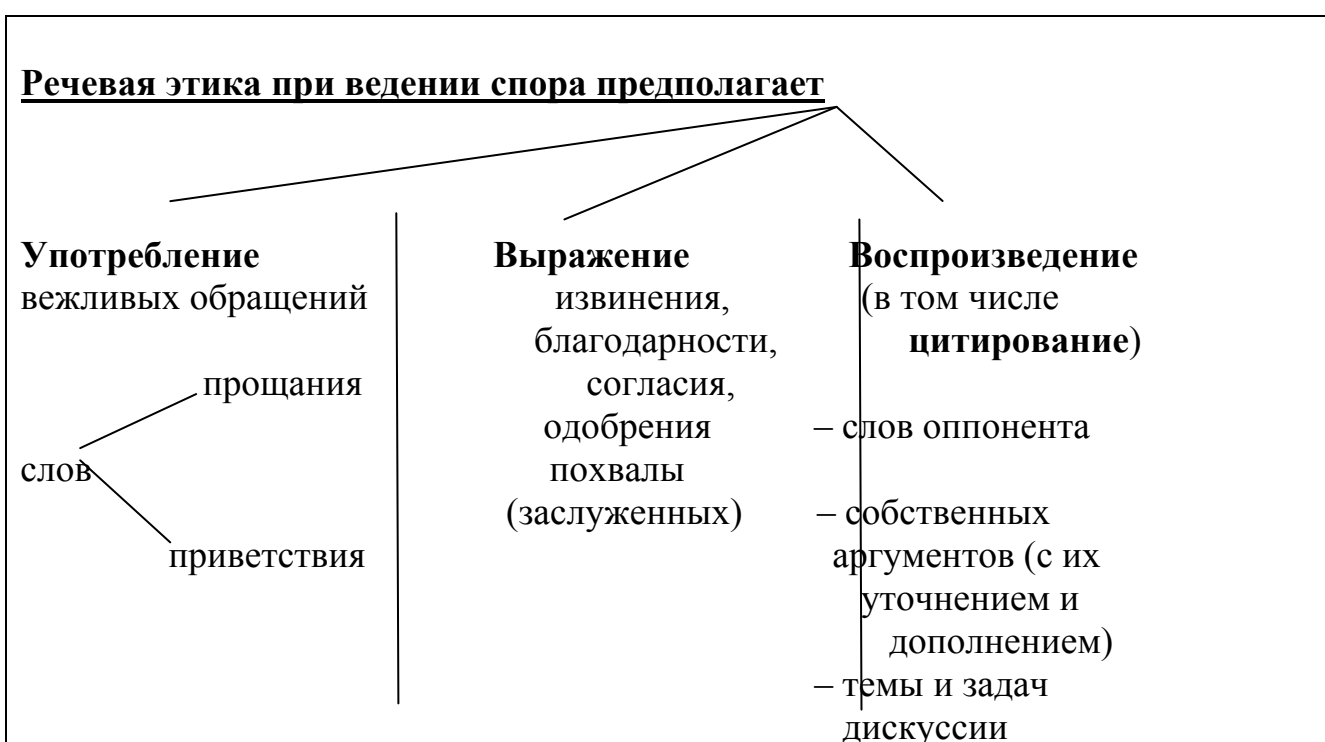 Речевая этика при ведении спора предполагает
Употребление
вежливых обращений
прощания
слов
приветствия
Выражение
извинения,
благодарности,
согласия,
одобрения
похвалы
(заслуженных)
Воспроизведение
(в том числе
цитирование)
– слов оппонента
– собственных
аргументов (с их
уточнением и
дополнением)
– темы и задач
дискуссии